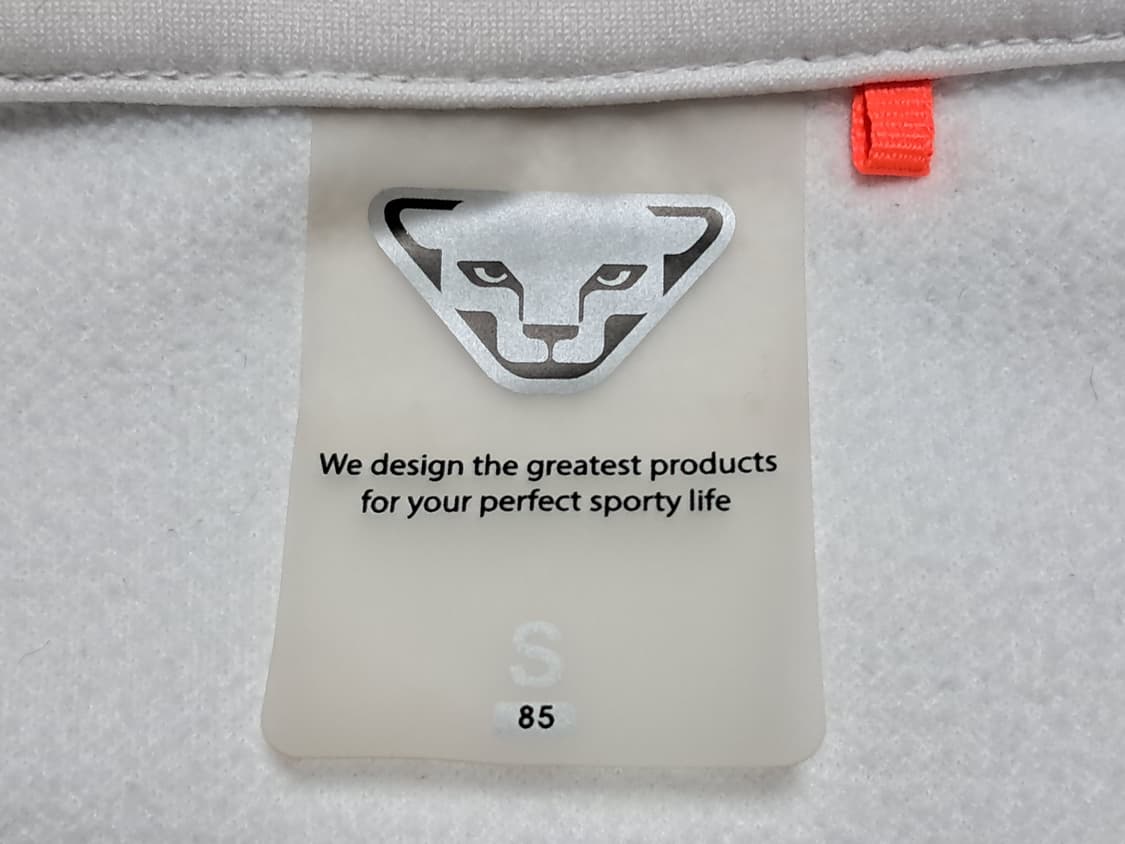 We design the greatest products
for your perfect sporty life
S
85